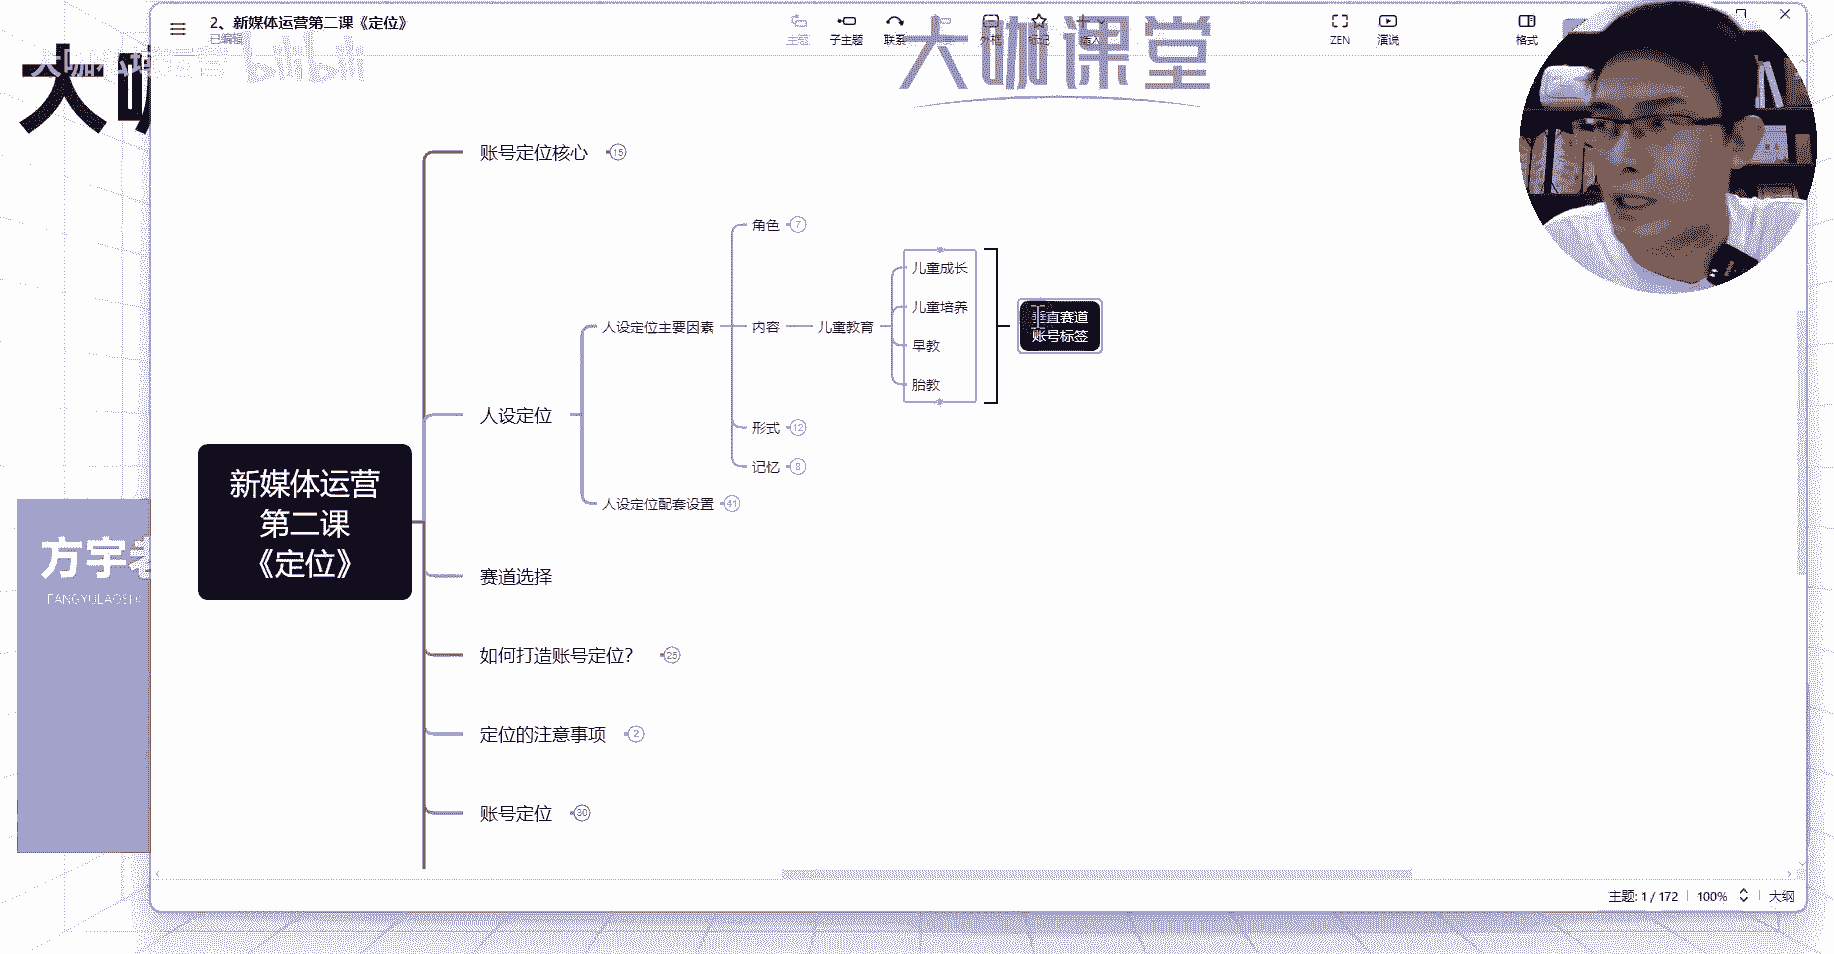 2、新媒体运营第二课《定位》
已编辑
主题
子主题
联系
外框
标记
插入
ZEN
演说
格式
大咖私域运营
bilibili
大咖课堂
账号定位核心
15
角色
7
儿童成长
儿童培养
垂直赛道
账号标签
人设定位主要因素
内容
儿童教育
早教
胎教
人设定位
形式
12
记忆
8
人设定位配套设置
41
新媒体运营
第二课
《定位》
赛道选择
如何打造账号定位?
25
定位的注意事项
2
账号定位
30
方宇老
FANGYULAOSHI
主题: 1 / 172
100%
大纲